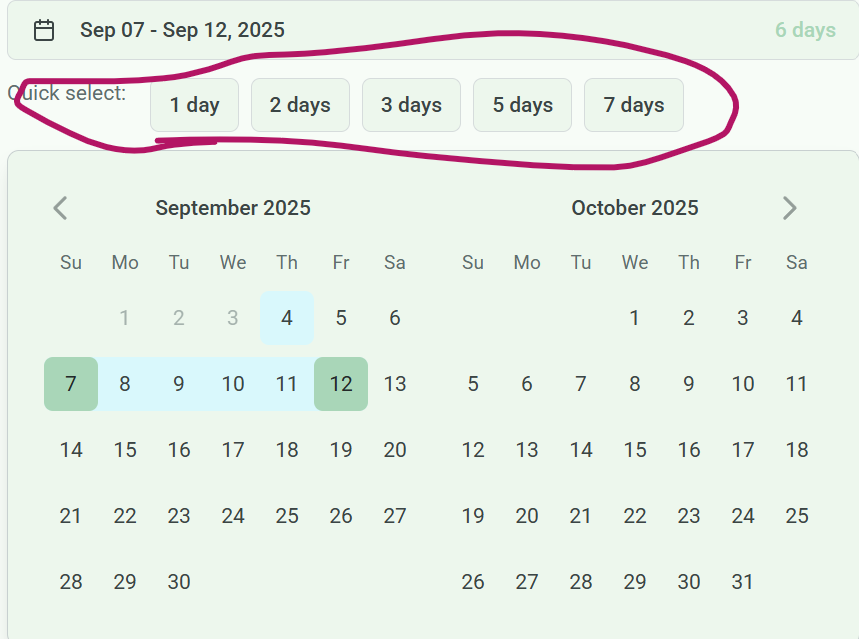 Sep 07 - Sep 12, 2025 6 days
Quick select: 1 day 2 days 3 days 5 days 7 days
September 2025 October 2025
Su Mo Tu We Th Fr Sa Su Mo Tu We Th Fr Sa
1 2 3 4 5 6 1 2 3 4
7 8 9 10 11 12 13 5 6 7 8 9 10 11
14 15 16 17 18 19 20 12 13 14 15 16 17 18
21 22 23 24 25 26 27 19 20 21 22 23 24 25
28 29 30 26 27 28 29 30 31